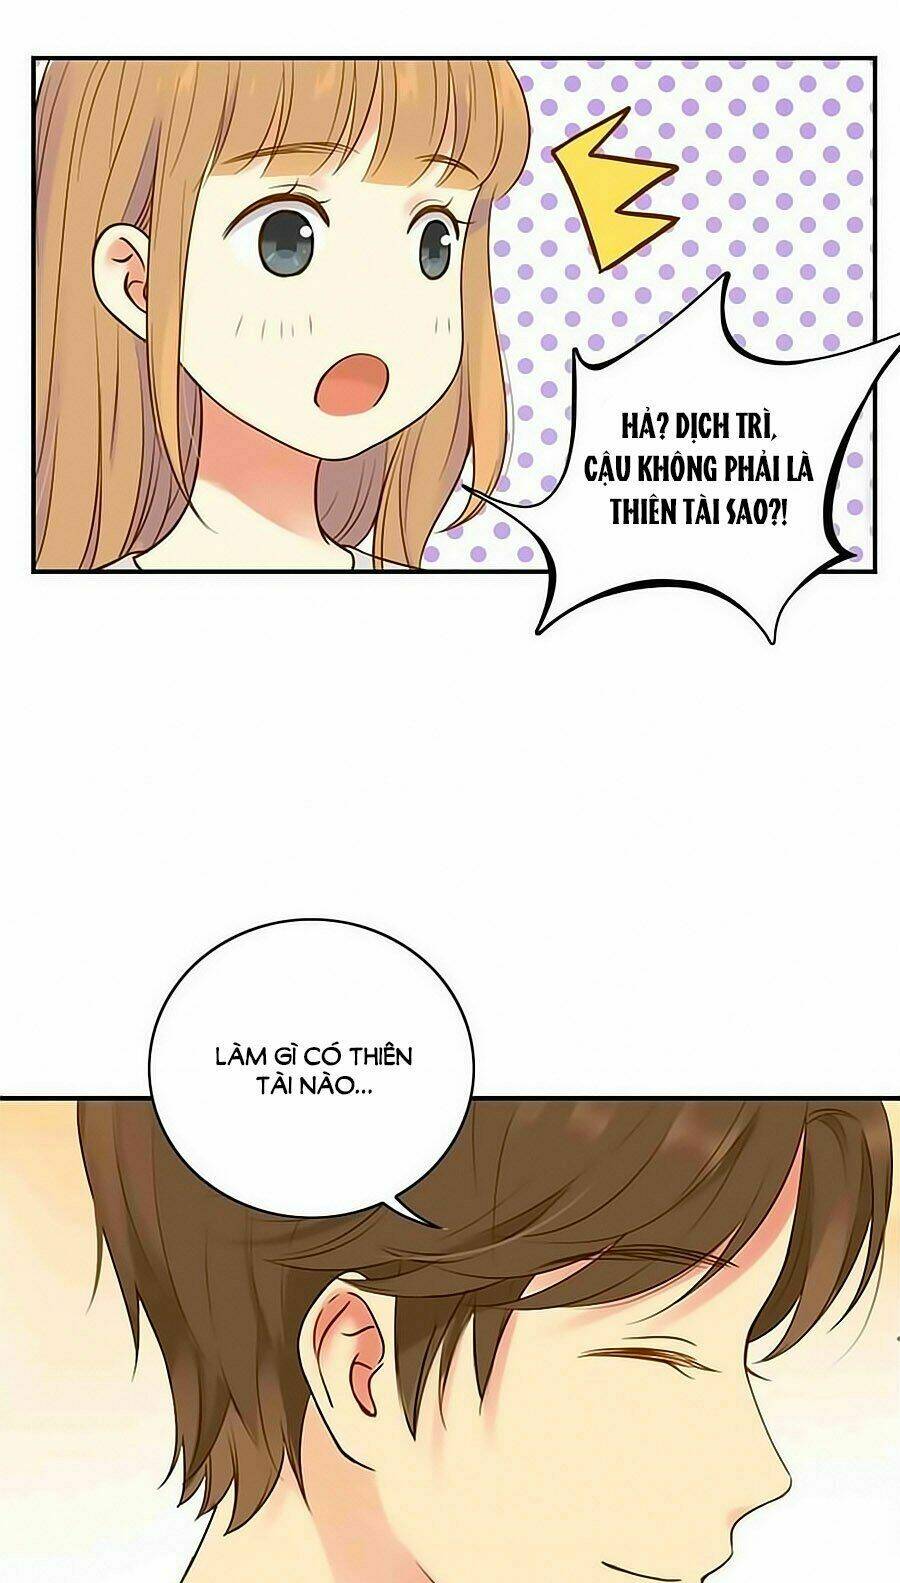 HẢ? DỊCH TRÌ,
CẬU KHÔNG PHẢI LÀ
THIÊN TÀI SAO?!
LÀM GÌ CÓ THIÊN
TÀI NÀO...